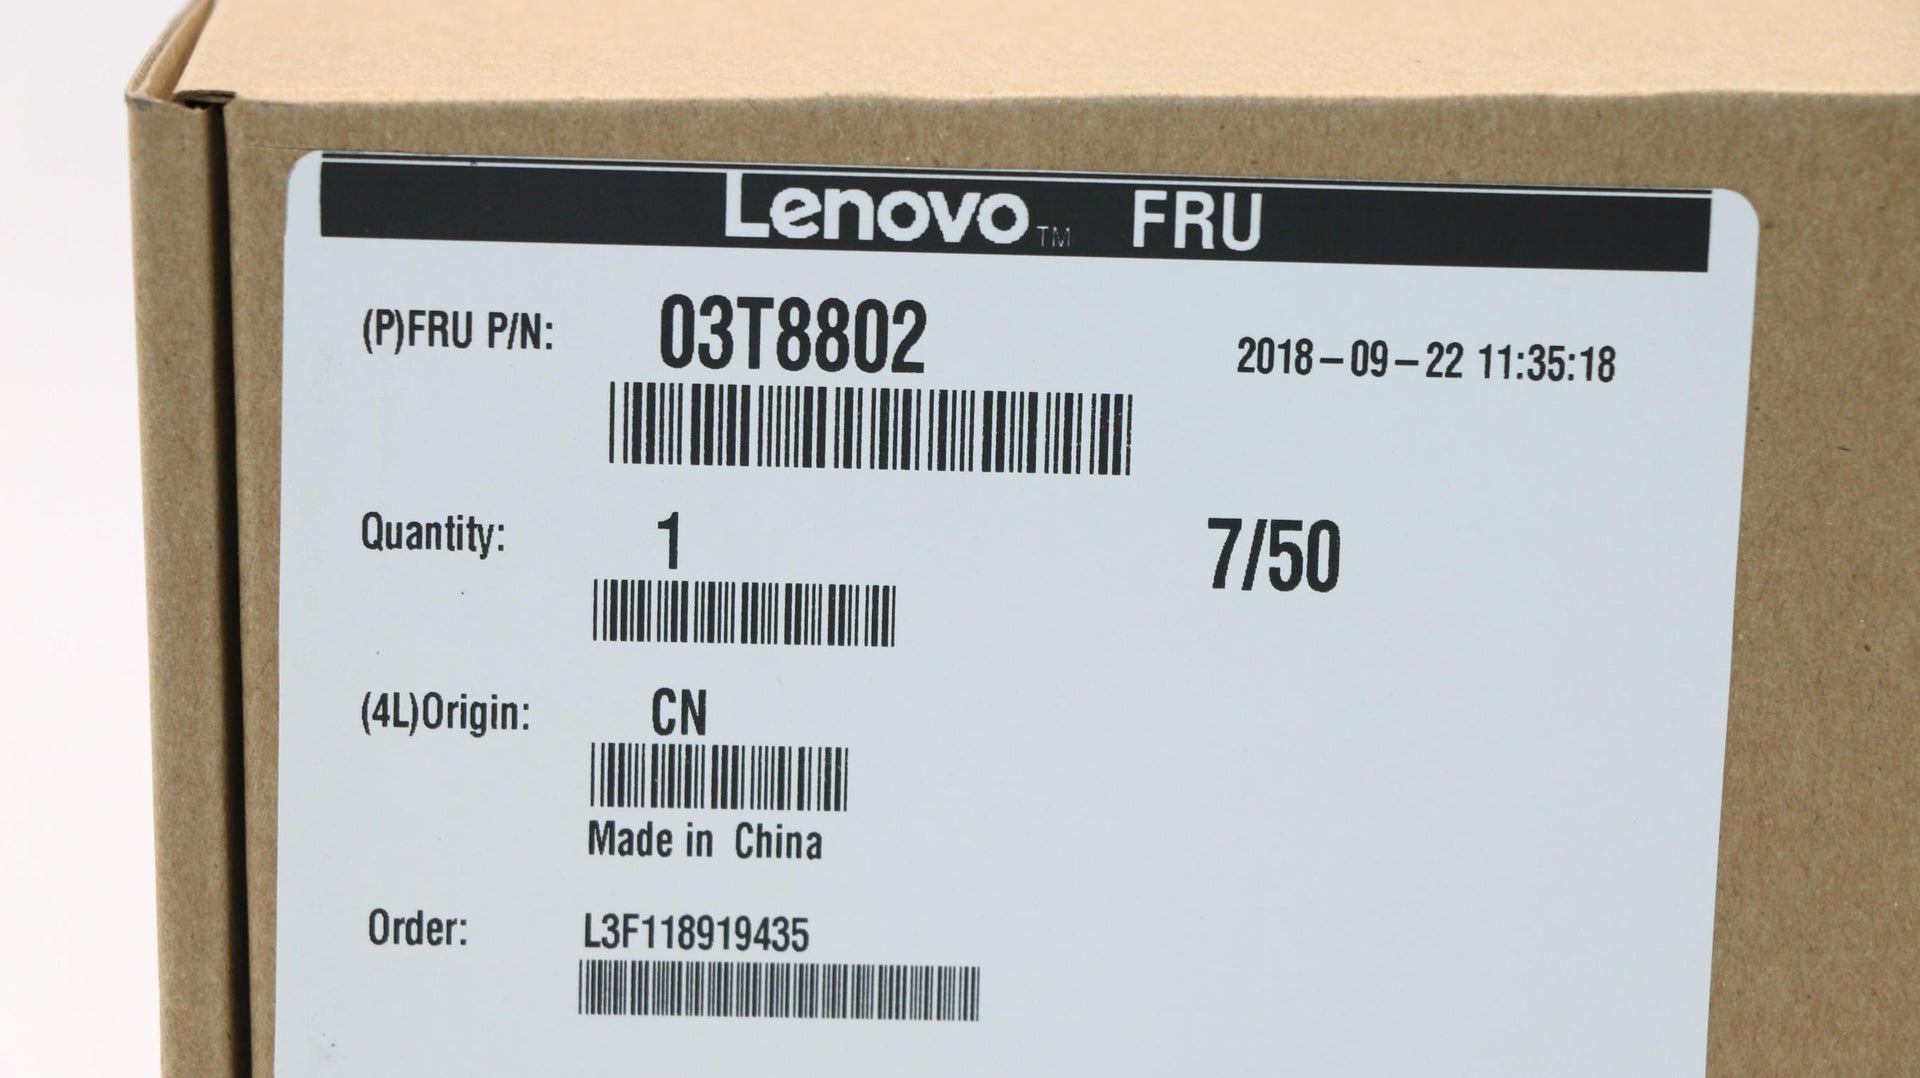 Lenovo™ FRU
(P)FRU P/N: 03T8802
2018-09-22 11:35:18
Quantity: 1
7/50
(4L)Origin: CN
Made in China
Order: L3F118919435